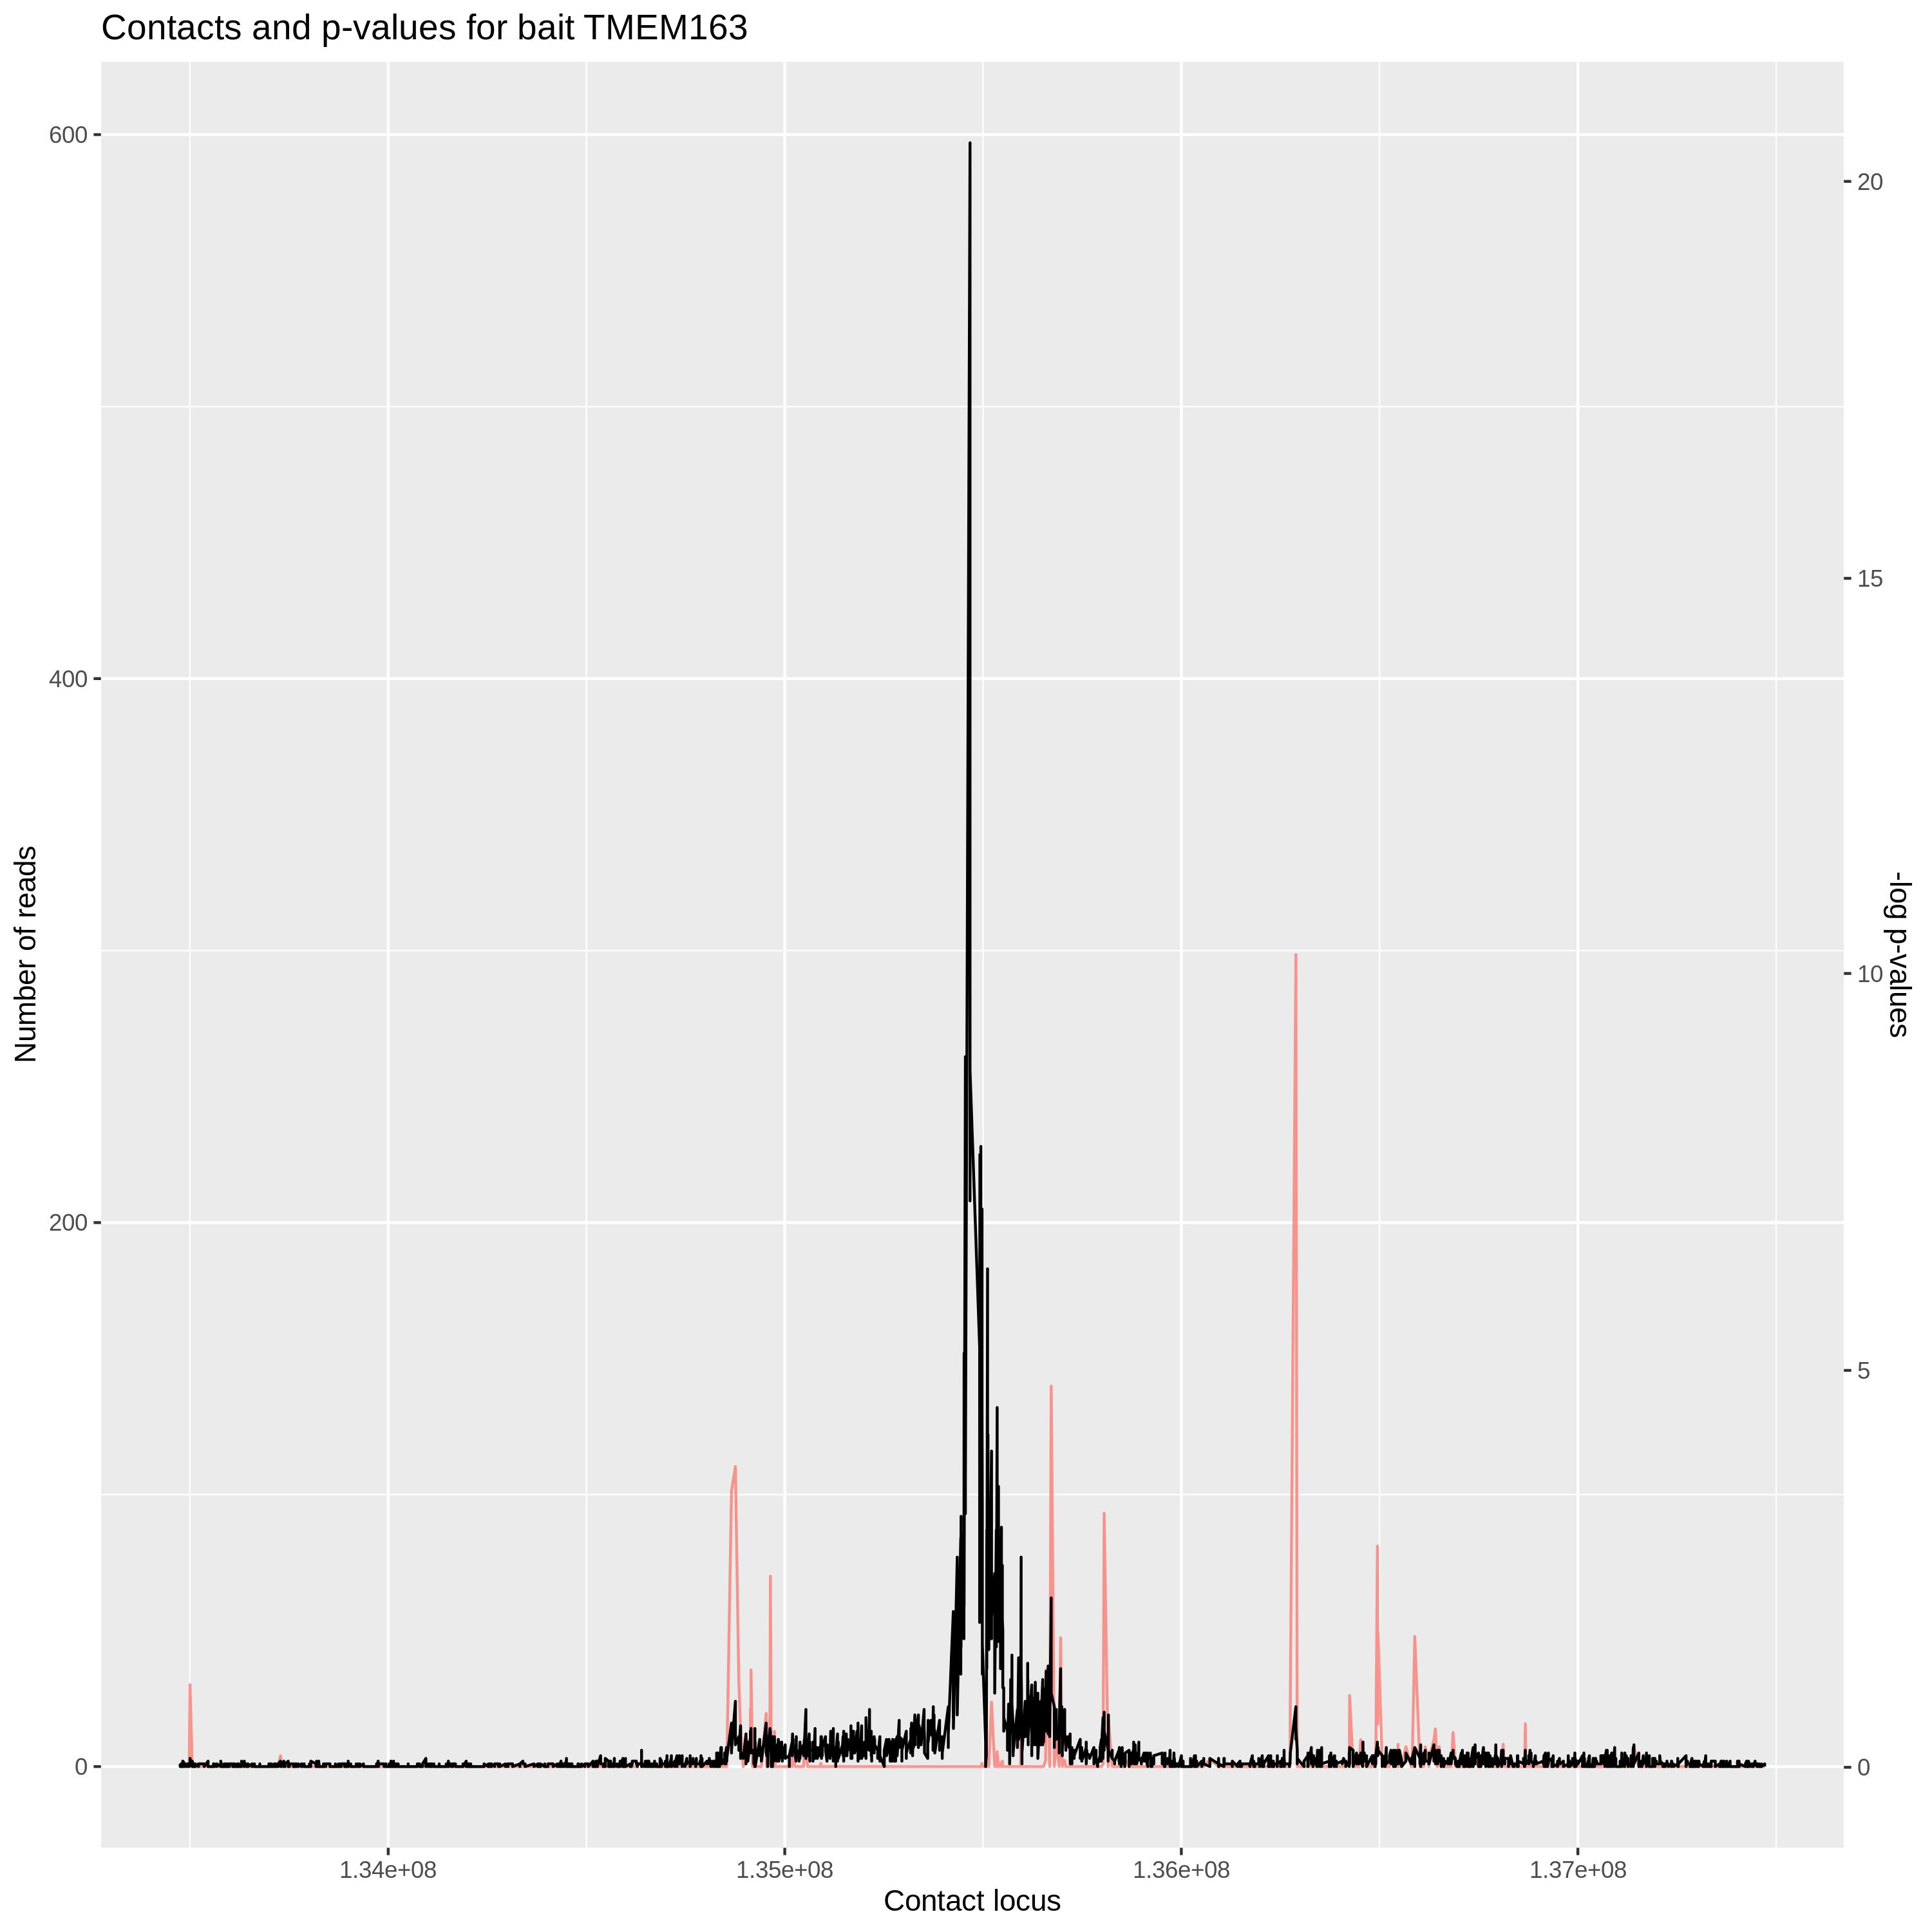 Contacts and p-values for bait TMEM163
600
400
200
0
Number of reads
20
15
10
5
0
-log p-values
1.34e+08
1.35e+08
1.36e+08
1.37e+08
Contact locus